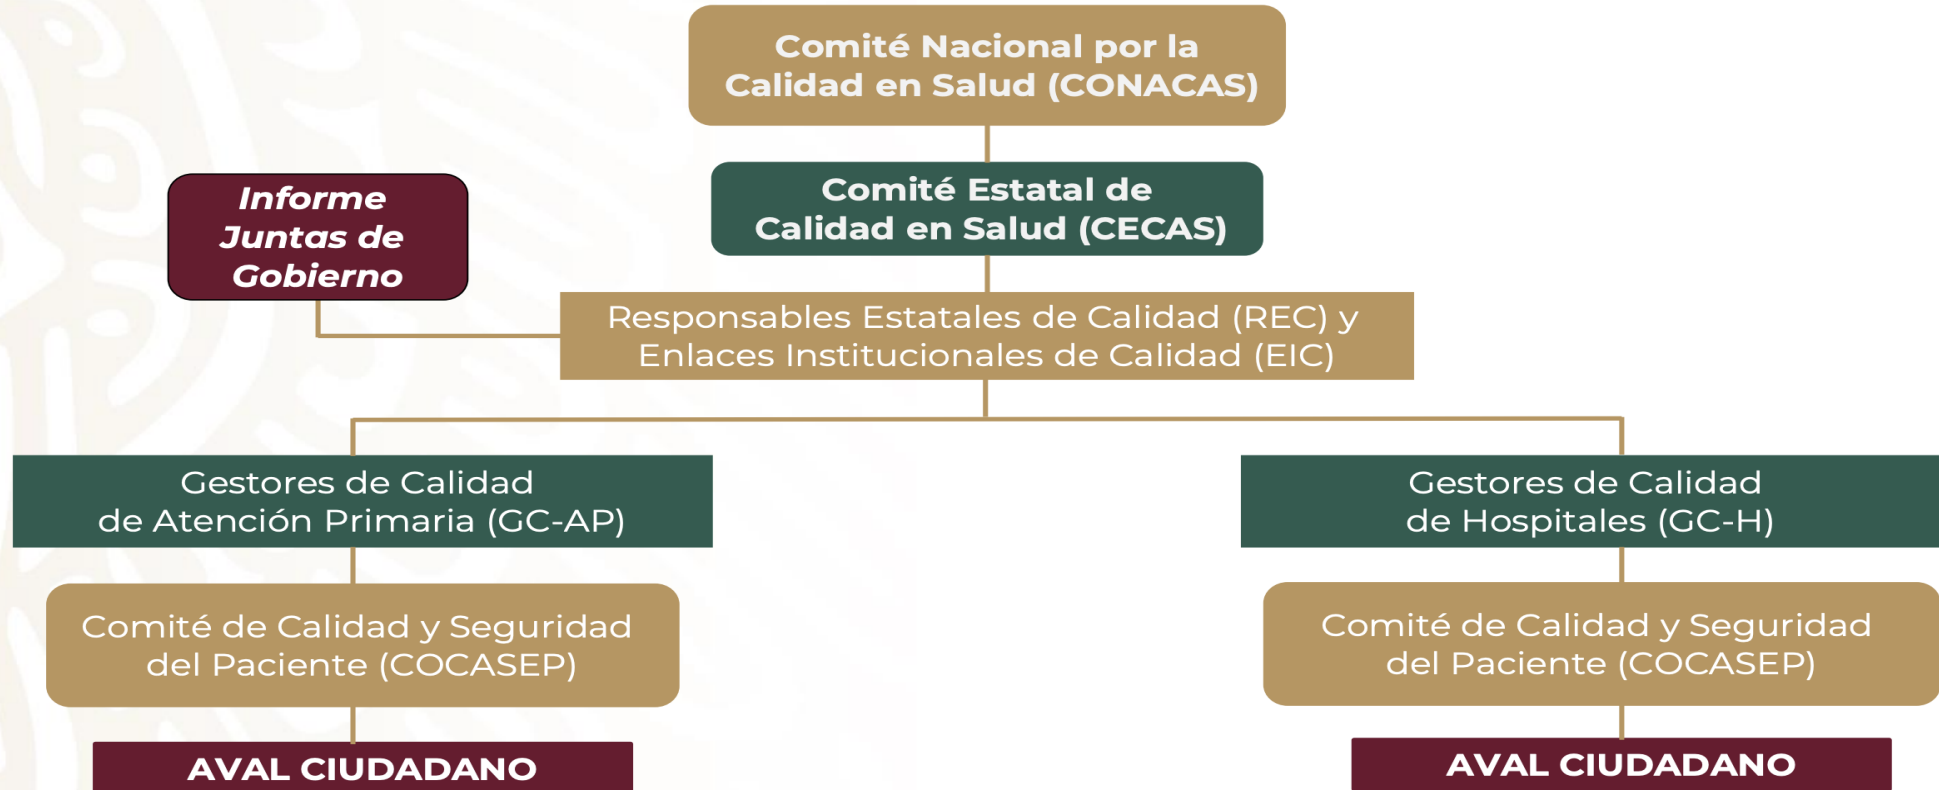 Comité Nacional por la
Calidad en Salud (CONACAS)
Comité Estatal de
Calidad en Salud (CECAS)
Informe
Juntas de
Gobierno
Responsables Estatales de Calidad (REC) y
Enlaces Institucionales de Calidad (EIC)
Gestores de Calidad
de Atención Primaria (GC-AP)
Gestores de Calidad
de Hospitales (GC-H)
Comité de Calidad y Seguridad
del Paciente (COCASEP)
Comité de Calidad y Seguridad
del Paciente (COCASEP)
AVAL CIUDADANO
AVAL CIUDADANO